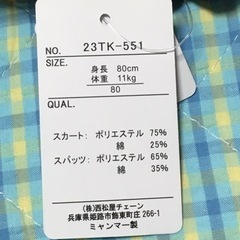 NO. 23TK-551
SIZE.
身長 80cm
体重 11kg
80
QUAL.
スカート: ポリエステル 75%
綿 25%
スパッツ: ポリエステル 65%
綿 35%
(株)西松屋チェーン
兵庫県姫路市飾東町庄 266-1
ミャンマー製